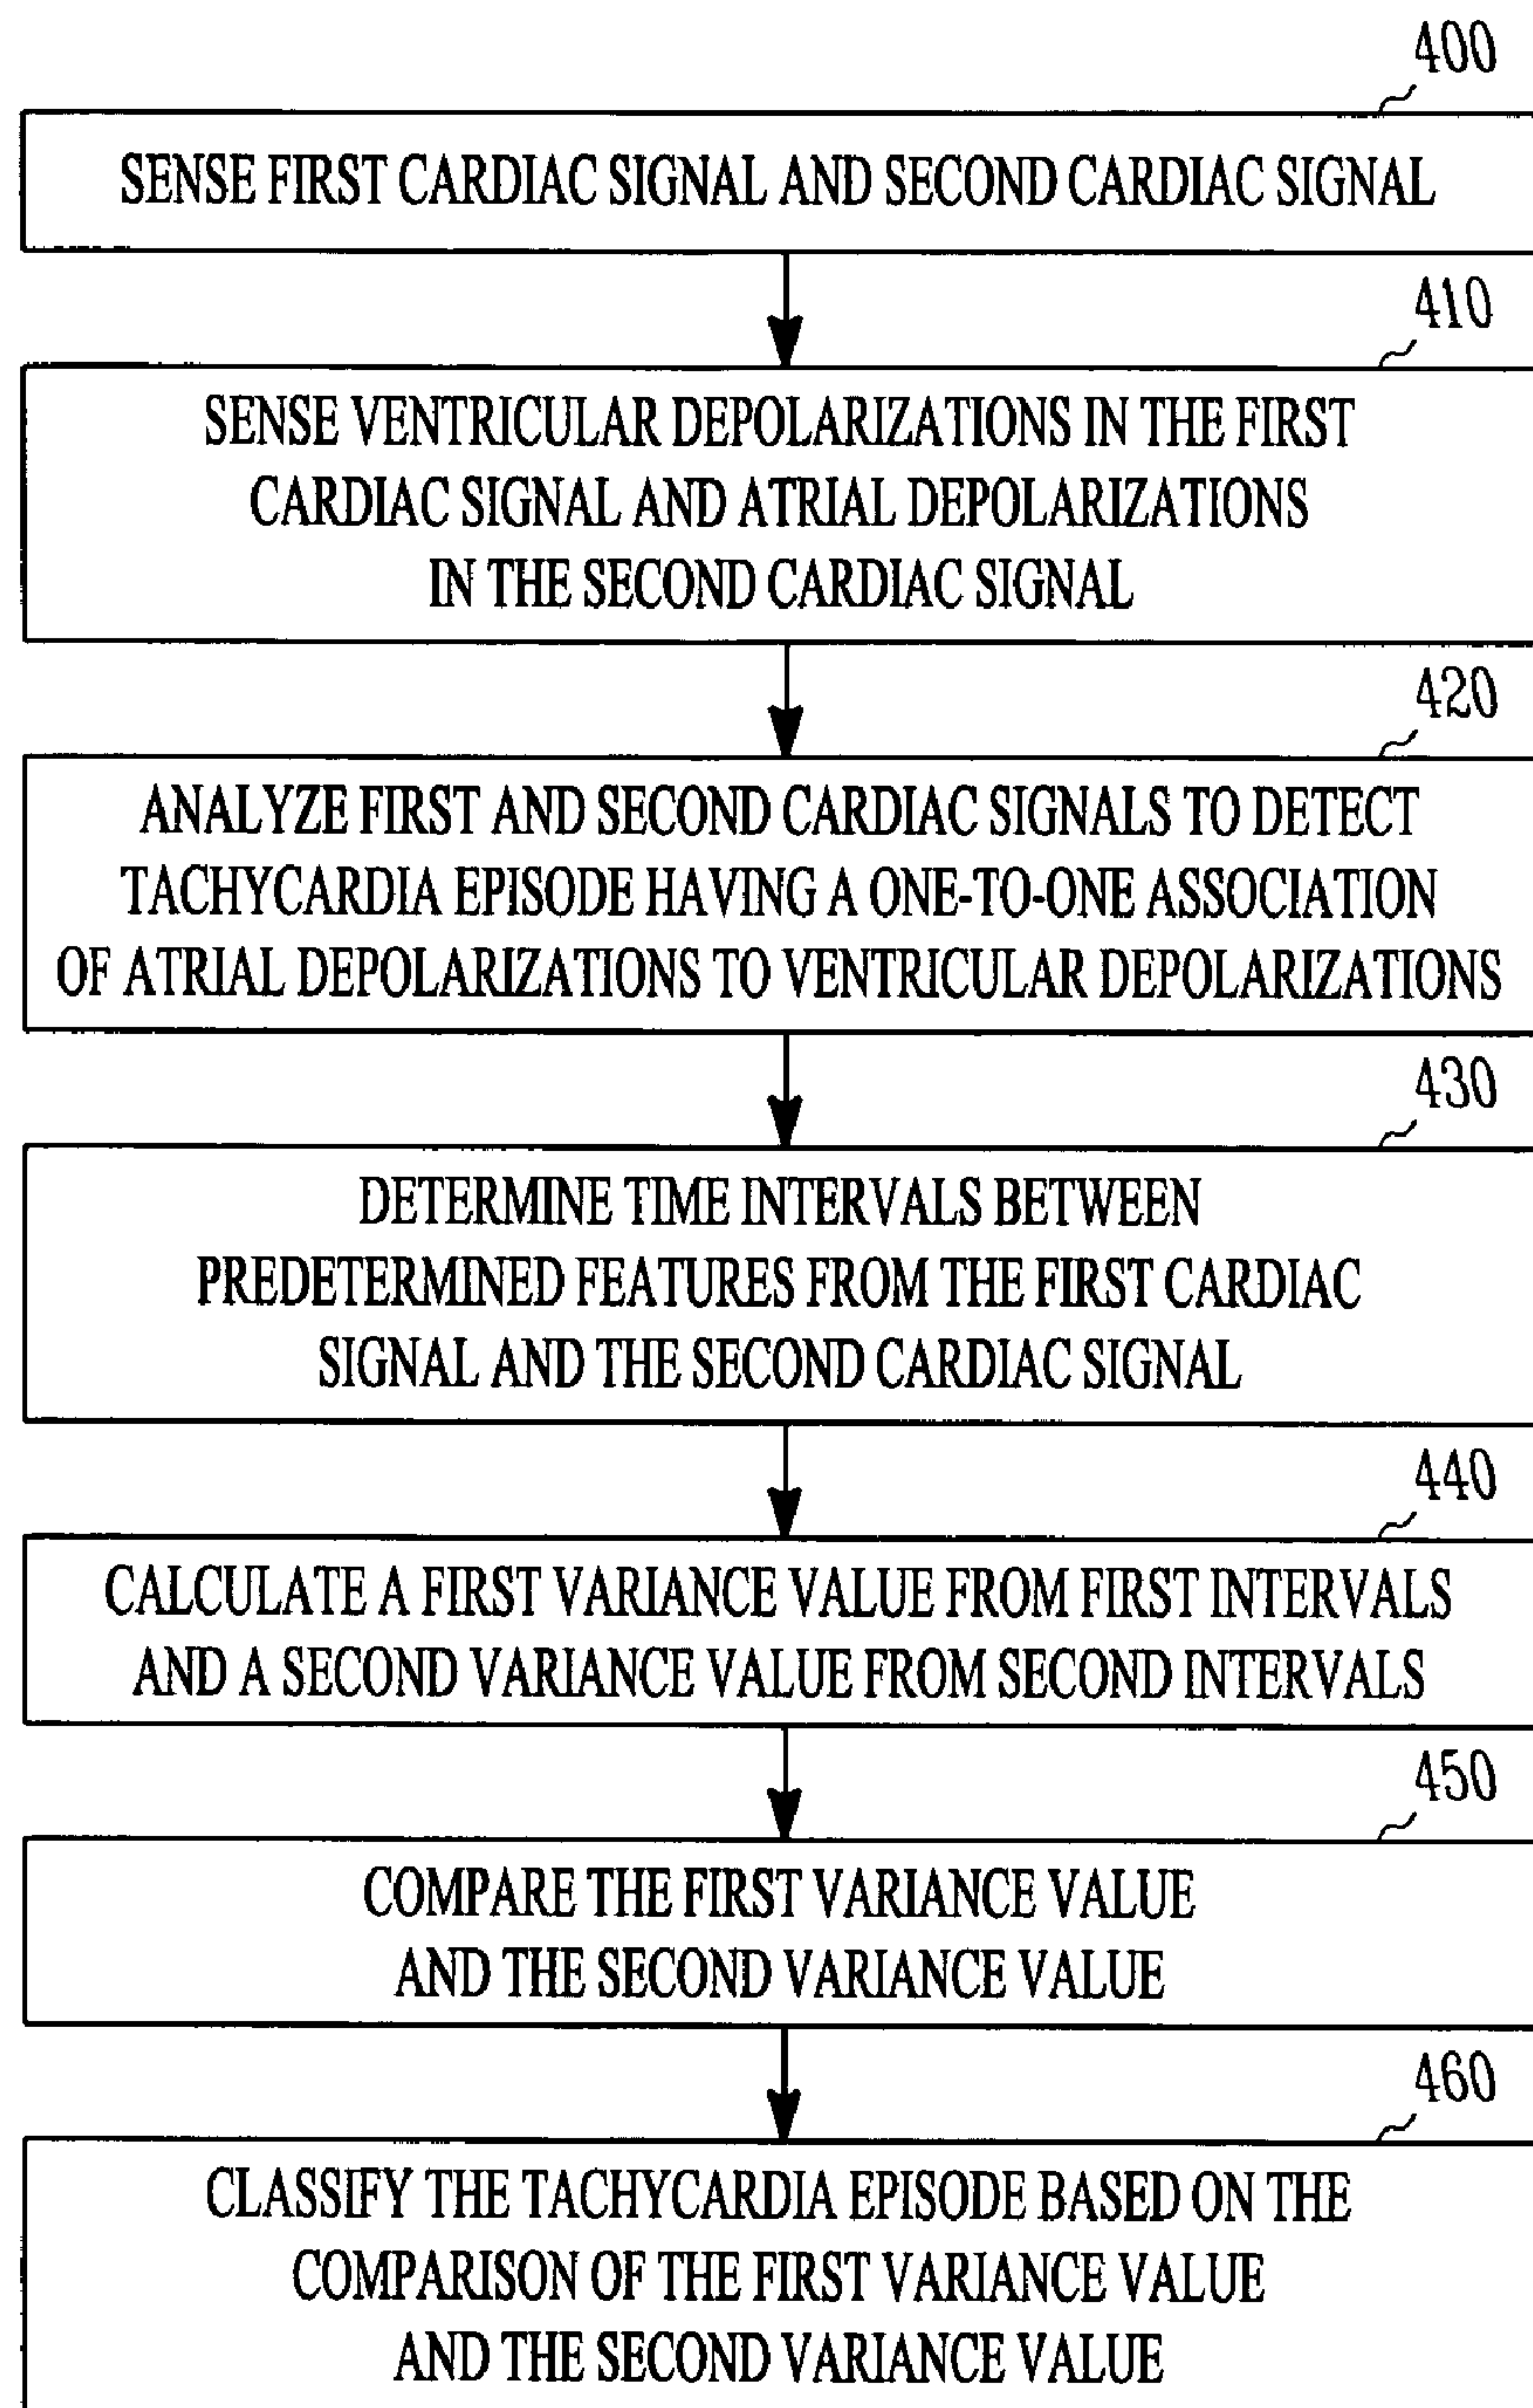 400
SENSE FIRST CARDIAC SIGNAL AND SECOND CARDIAC SIGNAL
410
SENSE VENTRICULAR DEPOLARIZATIONS IN THE FIRST
CARDIAC SIGNAL AND ATRIAL DEPOLARIZATIONS
IN THE SECOND CARDIAC SIGNAL
420
ANALYZE FIRST AND SECOND CARDIAC SIGNALS TO DETECT
TACHYCARDIA EPISODE HAVING A ONE-TO-ONE ASSOCIATION
OF ATRIAL DEPOLARIZATIONS TO VENTRICULAR DEPOLARIZATIONS
430
DETERMINE TIME INTERVALS BETWEEN
PREDETERMINED FEATURES FROM THE FIRST CARDIAC
SIGNAL AND THE SECOND CARDIAC SIGNAL
440
CALCULATE A FIRST VARIANCE VALUE FROM FIRST INTERVALS
AND A SECOND VARIANCE VALUE FROM SECOND INTERVALS
450
COMPARE THE FIRST VARIANCE VALUE
AND THE SECOND VARIANCE VALUE
460
CLASSIFY THE TACHYCARDIA EPISODE BASED ON THE
COMPARISON OF THE FIRST VARIANCE VALUE
AND THE SECOND VARIANCE VALUE